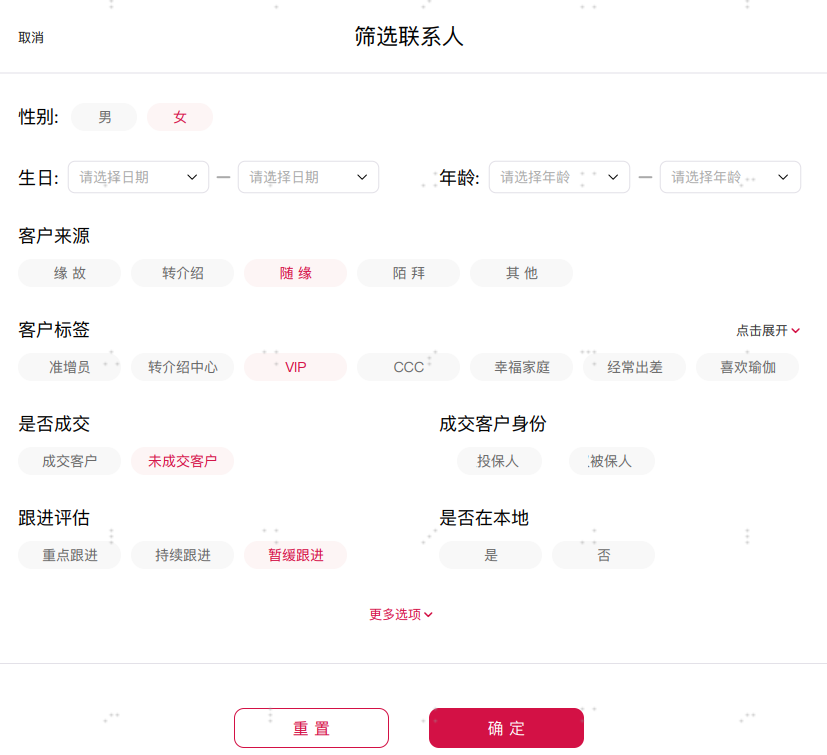 取消
筛选联系人
性别: 男 女
生日: 请选择日期 — 请选择日期 年龄: 请选择年龄 — 请选择年龄
客户来源
缘 故 转介绍 随 缘 陌 拜 其 他
客户标签 点击展开
准增员 转介绍中心 VIP CCC 幸福家庭 经常出差 喜欢瑜伽
是否成交 成交客户身份
成交客户 未成交客户 投保人 被保人
跟进评估 是否在本地
重点跟进 持续跟进 暂缓跟进 是 否
更多选项
重 置 确 定